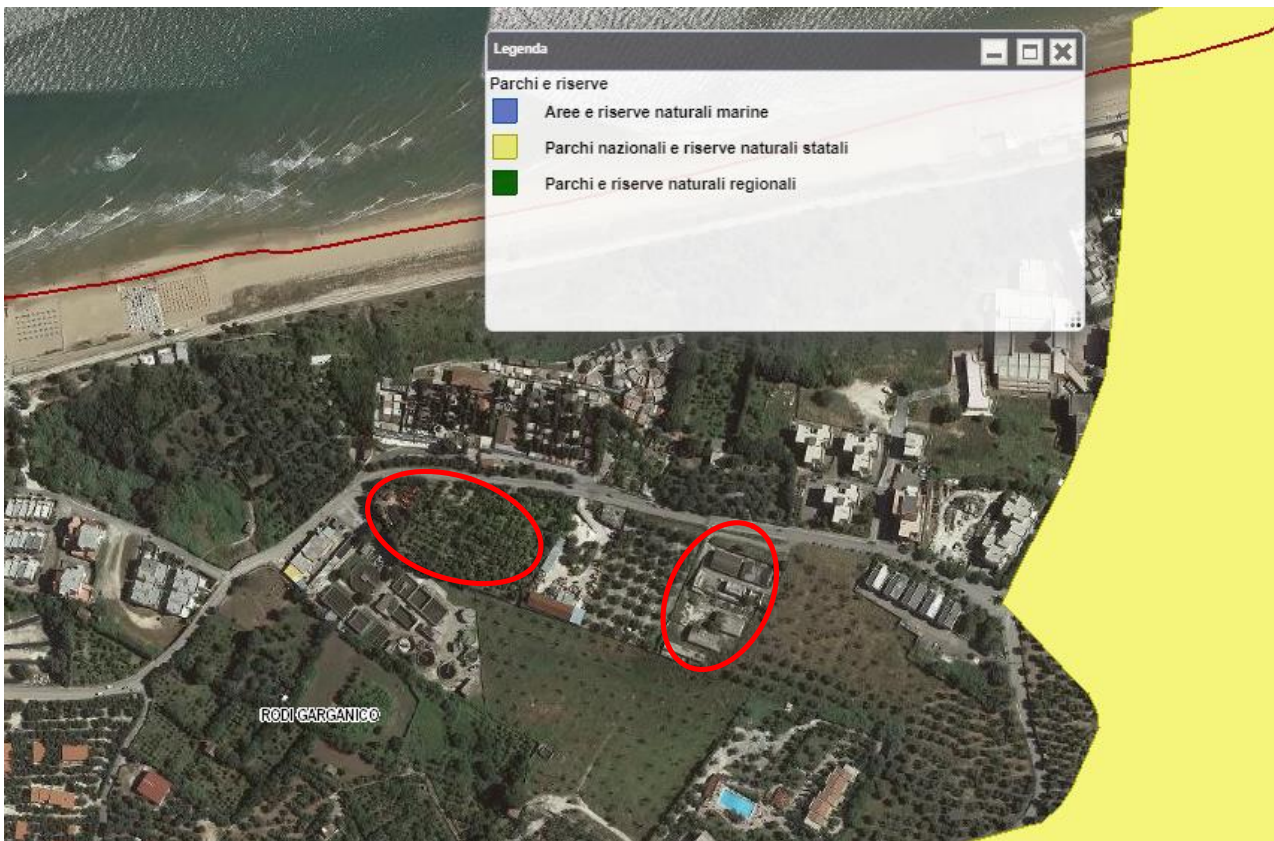 Legenda
Parchi e riserve
Aree e riserve naturali marine
Parchi nazionali e riserve naturali statali
Parchi e riserve naturali regionali
RODI GARGANICO